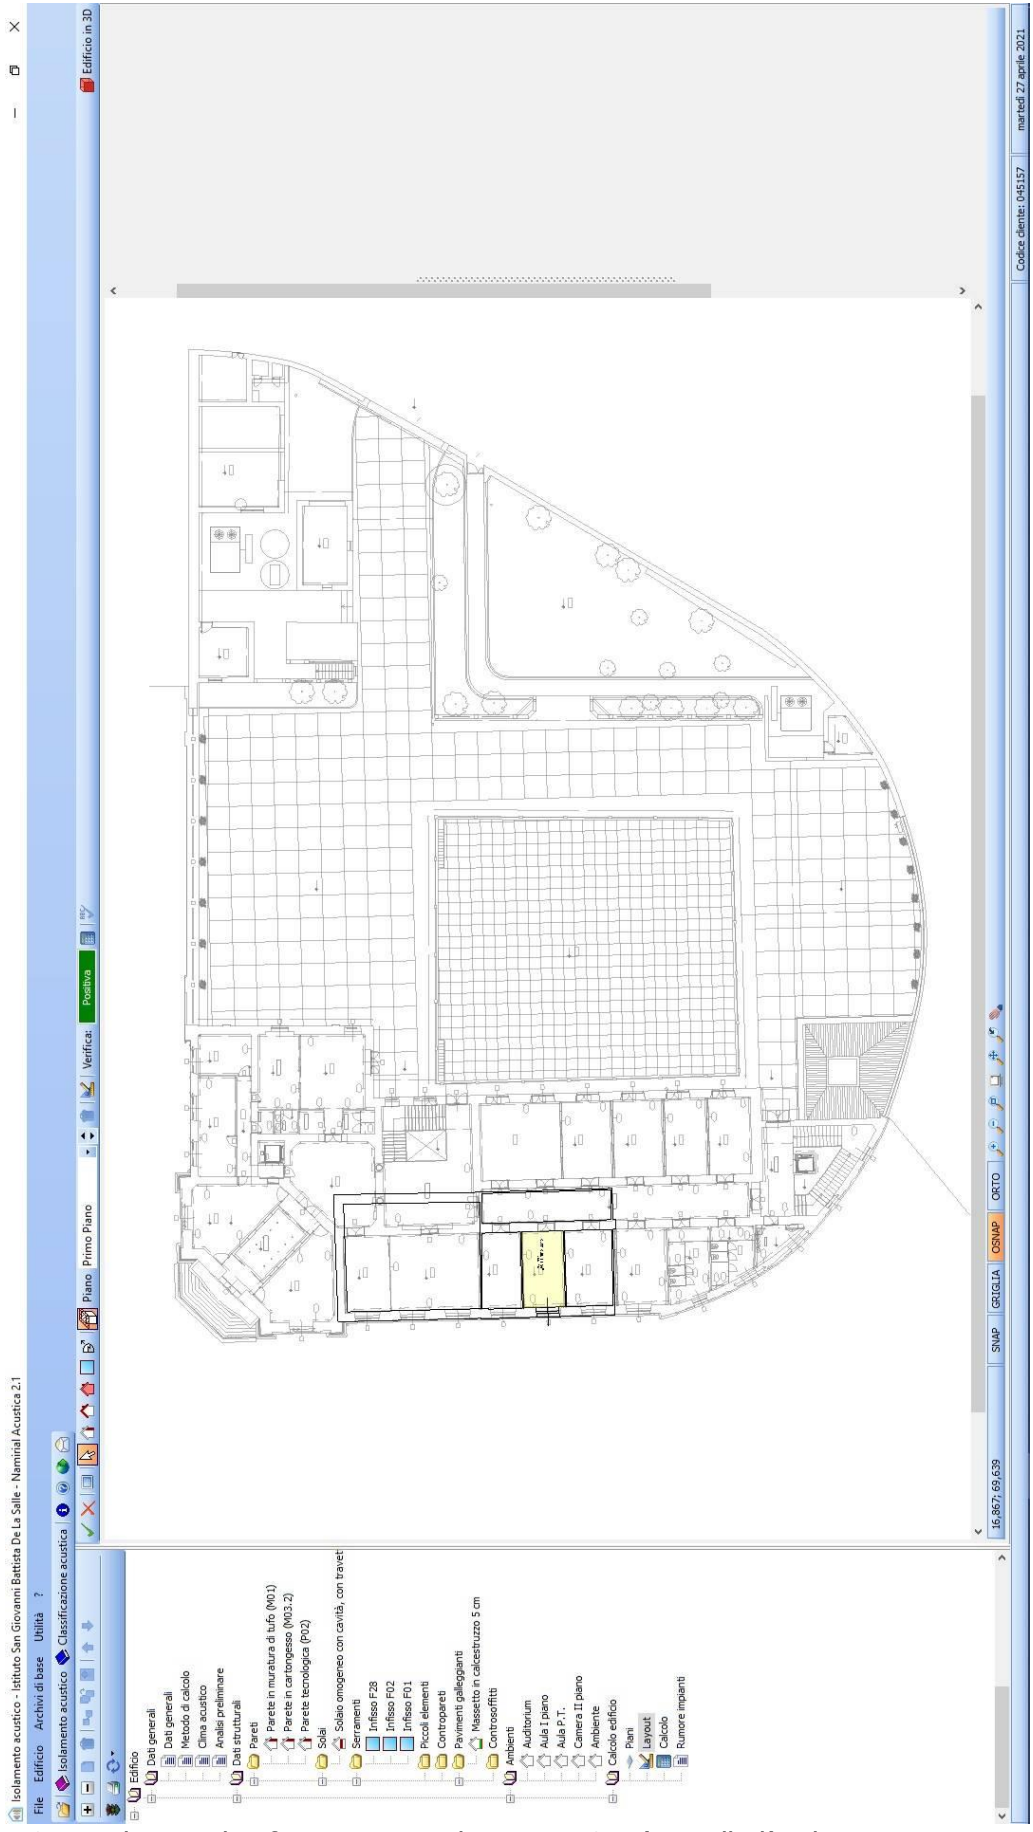 Isolamento acustico - Istituto San Giovanni Battista De La Salle - Namirial Acustica 2.1
File Edificio Archivi di base Utilità ?
Isolamento acustico Classificazione acustica
Piano Primo Piano Verifica: Positiva Edificio in 3D
Edificio
Dati generali
Dati generali
Metodo di calcolo
Clima acustico
Analisi preliminare
Dati strutturali
Pareti
Parete in muratura di tufo (M01)
Parete in cartongesso (M03.2)
Parete tecnologica (P02)
Solai
Solaio omogeneo con cavità, con travet
Serramenti
Infisso F28
Infisso F02
Infisso F01
Piccoli elementi
Contropareti
Pavimenti galleggianti
Massetto in calcestruzzo 5 cm
Controsoffitti
Ambienti
Auditorium
Aula I piano
Aula P.T.
Camera II piano
Ambiente
Calcolo edificio
Piani
Layout
Calcolo
Rumore impianti
16,867; 69,639 SNAP GRIGLIA OSNAP ORTO
Codice cliente: 045157 martedì 27 aprile 2021